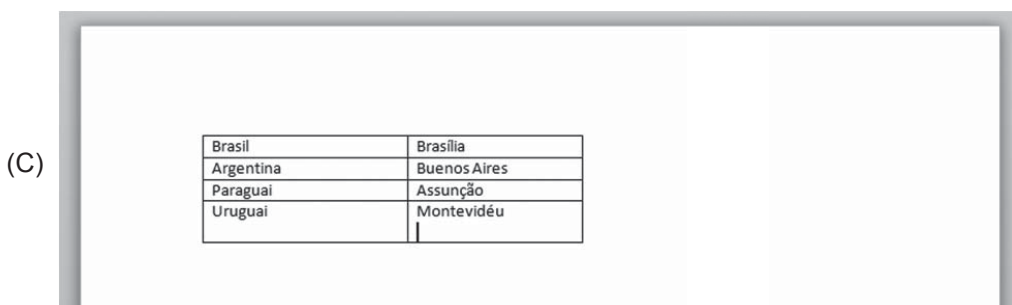 (C)
Brasil Brasília
Argentina Buenos Aires
Paraguai Assunção
Uruguai Montevidéu